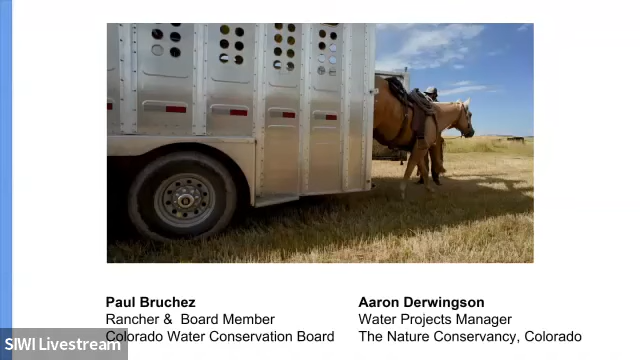 Paul Bruchez
Rancher & Board Member
Colorado Water Conservation Board
Aaron Derwingson
Water Projects Manager
The Nature Conservancy, Colorado
SIWI Livestream